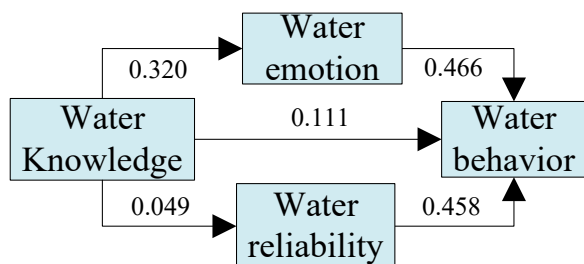 Water
emotion
0.320
0.466
Water
Knowledge
0.111
Water
behavior
0.049
Water
reliability
0.458